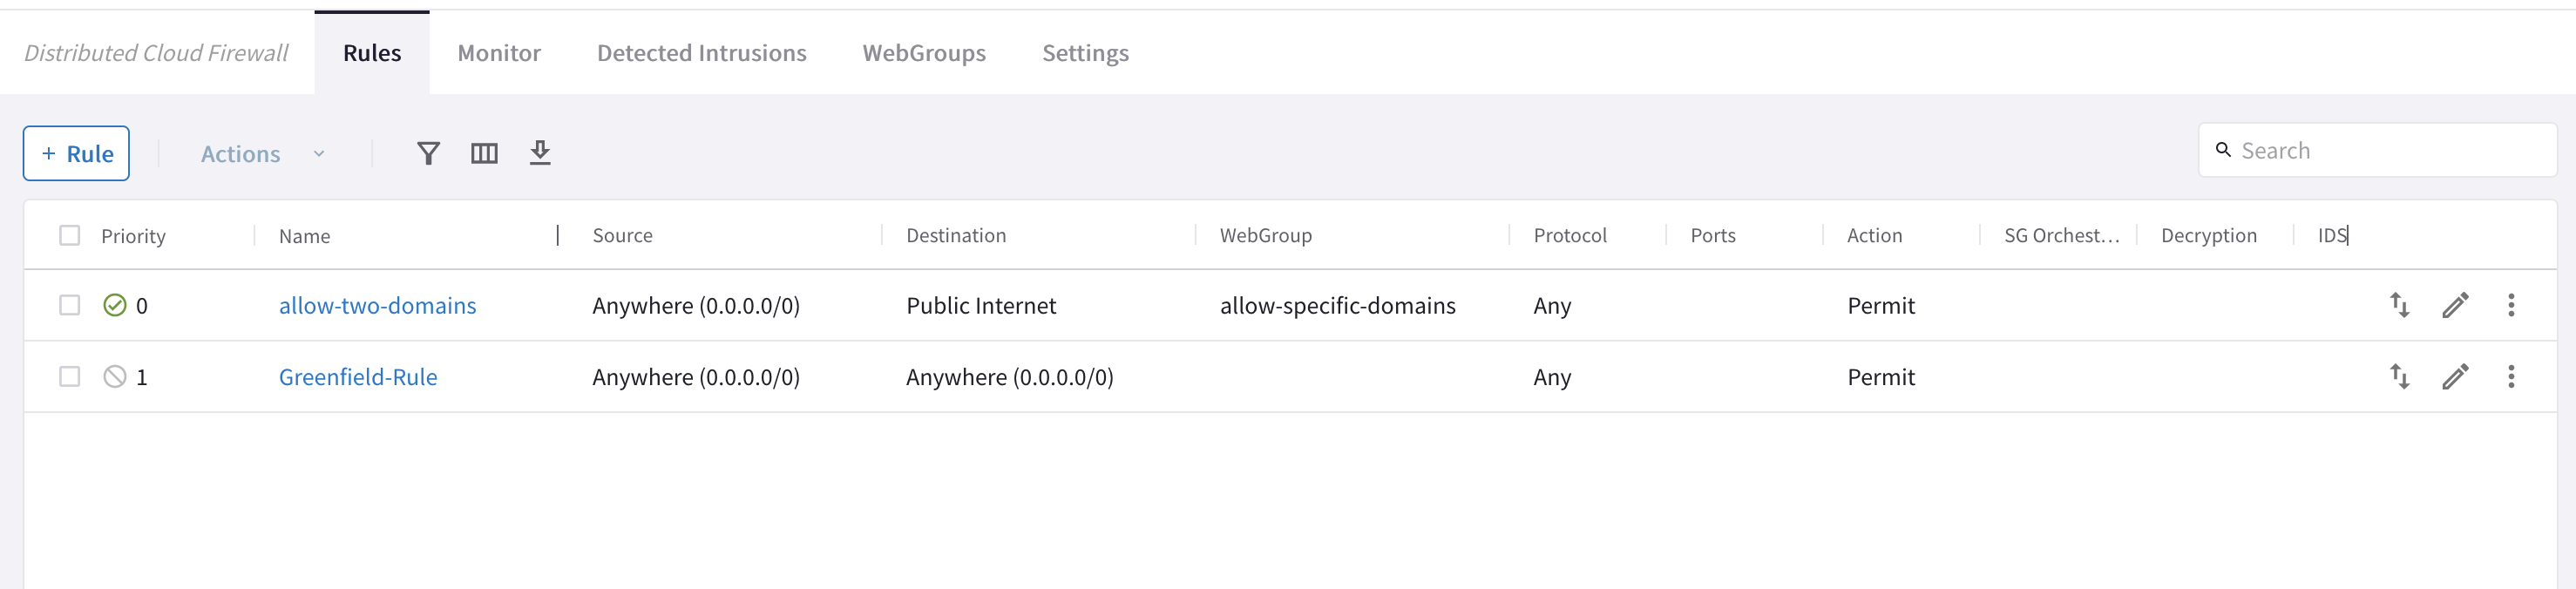 Distributed Cloud Firewall Rules Monitor Detected Intrusions WebGroups Settings
+ Rule Actions Search
Priority Name Source Destination WebGroup Protocol Ports Action SG Orchest... Decryption IDS
0 allow-two-domains Anywhere (0.0.0.0/0) Public Internet allow-specific-domains Any Permit
1 Greenfield-Rule Anywhere (0.0.0.0/0) Anywhere (0.0.0.0/0) Any Permit